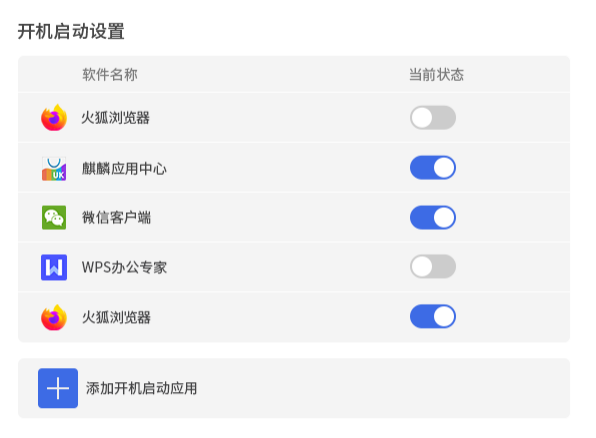 开机启动设置
软件名称 当前状态
火狐浏览器
UK 麒麟应用中心
微信客户端
WPS办公专家
火狐浏览器
添加开机启动应用